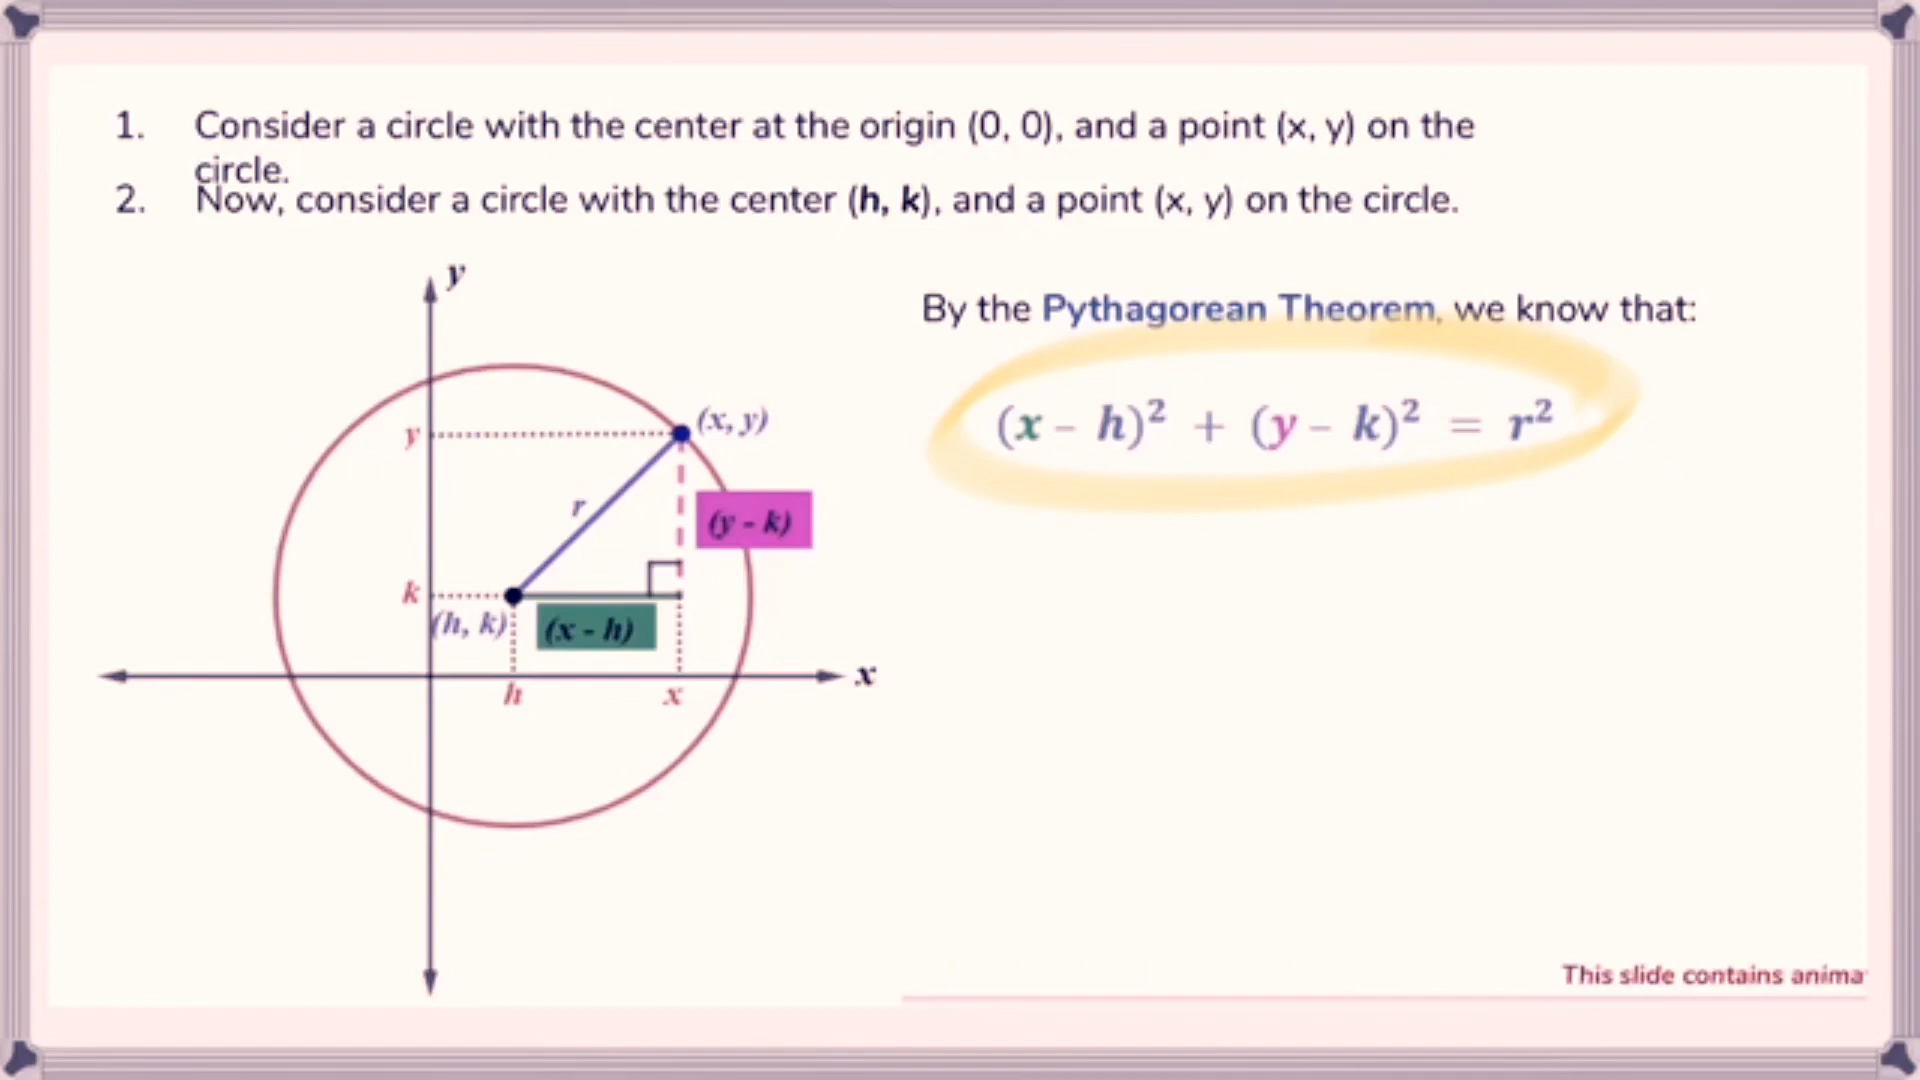 1. Consider a circle with the center at the origin (0, 0), and a point (x, y) on the
circle.
2. Now, consider a circle with the center (h, k), and a point (x, y) on the circle.
y
By the Pythagorean Theorem, we know that:
(x - h)² + (y - k)² = r²
(x, y)
y
r
(y - k)
k
(h, k)
(x - h)
x
h
x
This slide contains anima